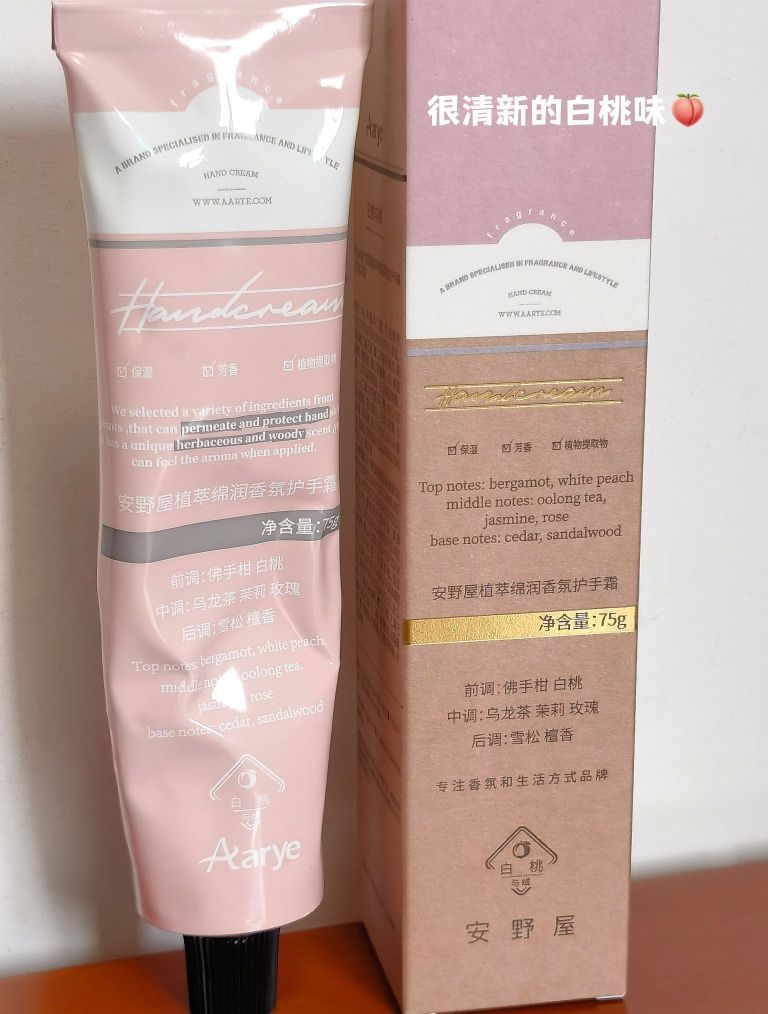 很清新的白桃味🍑
fragrance
A BRAND SPECIALISED IN FRAGRANCE AND LIFESTYLE
HAND CREAM
WWW.AARYE.COM
Handcream
保湿 芳香 植物提取物
We selected a variety of ingredients from
,that can permeate and protect hand
has a unique herbaceous and woody scent
can feel the aroma when applied.
安野屋植萃绵润香氛护手霜
净含量:75g
前调:佛手柑 白桃
中调:乌龙茶 茉莉 玫瑰
后调:雪松 檀香
Top notes bergamot, white peach
middle notes: oolong tea,
jasmine, rose
base notes: cedar, sandalwood
白 桃
与绒
Aarye
Aarye
fragrance
A BRAND SPECIALISED IN FRAGRANCE AND LIFESTYLE
HAND CREAM
WWW.AARYE.COM
Handcream
保湿 芳香 植物提取物
Top notes: bergamot, white peach
middle notes: oolong tea,
jasmine, rose
base notes: cedar, sandalwood
安野屋植萃绵润香氛护手霜
净含量:75g
前调:佛手柑 白桃
中调:乌龙茶 茉莉 玫瑰
后调:雪松 檀香
专注香氛和生活方式品牌
白 桃
与绒
安野屋